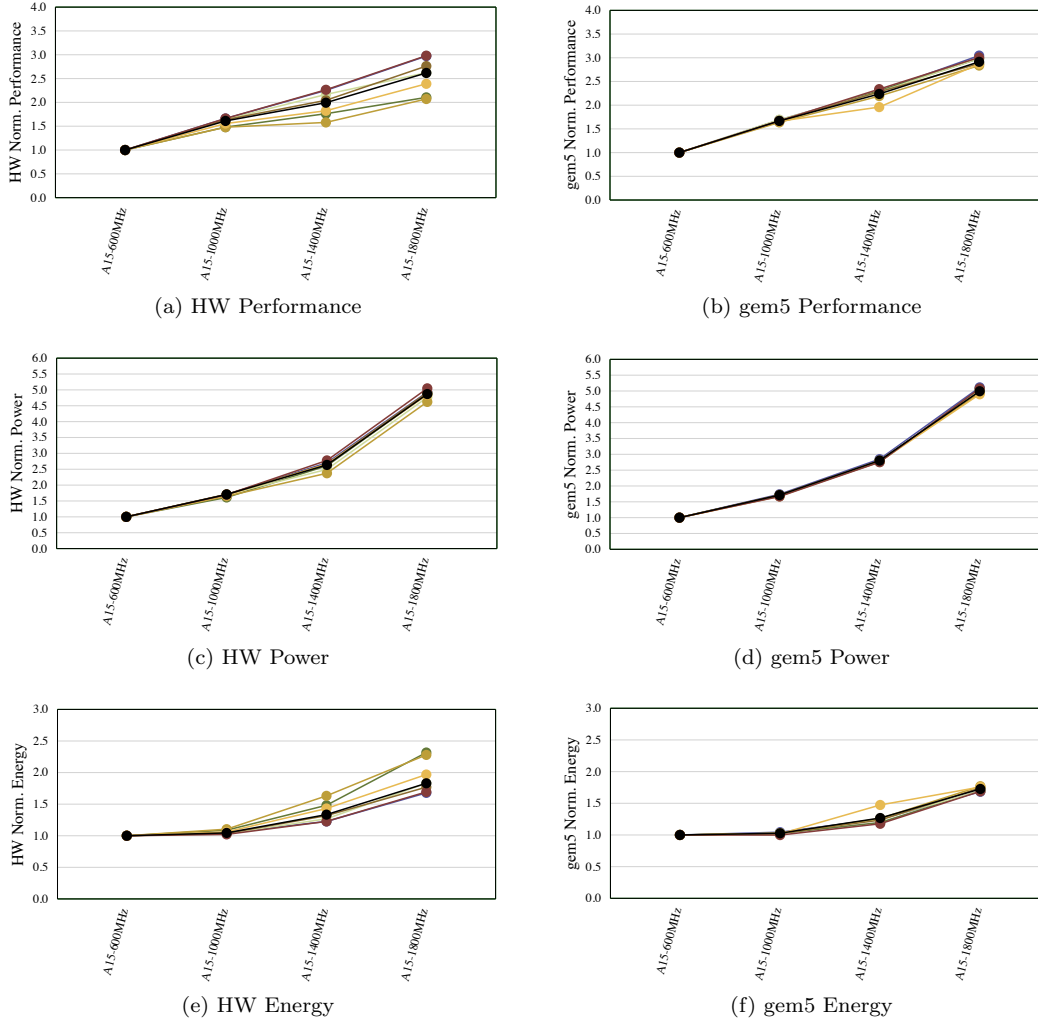 HW Norm. Performance
4.0
3.5
3.0
2.5
2.0
1.5
1.0
0.5
0.0
A15-600MHz
A15-1000MHz
A15-1400MHz
A15-1800MHz
(a) HW Performance
gem5 Norm. Performance
4.0
3.5
3.0
2.5
2.0
1.5
1.0
0.5
0.0
A15-600MHz
A15-1000MHz
A15-1400MHz
A15-1800MHz
(b) gem5 Performance
HW Norm. Power
6.0
5.5
5.0
4.5
4.0
3.5
3.0
2.5
2.0
1.5
1.0
0.5
0.0
A15-600MHz
A15-1000MHz
A15-1400MHz
A15-1800MHz
(c) HW Power
gem5 Norm. Power
6.0
5.5
5.0
4.5
4.0
3.5
3.0
2.5
2.0
1.5
1.0
0.5
0.0
A15-600MHz
A15-1000MHz
A15-1400MHz
A15-1800MHz
(d) gem5 Power
HW Norm. Energy
3.0
2.5
2.0
1.5
1.0
0.5
0.0
A15-600MHz
A15-1000MHz
A15-1400MHz
A15-1800MHz
(e) HW Energy
gem5 Norm. Energy
3.0
2.5
2.0
1.5
1.0
0.5
0.0
A15-600MHz
A15-1000MHz
A15-1400MHz
A15-1800MHz
(f) gem5 Energy